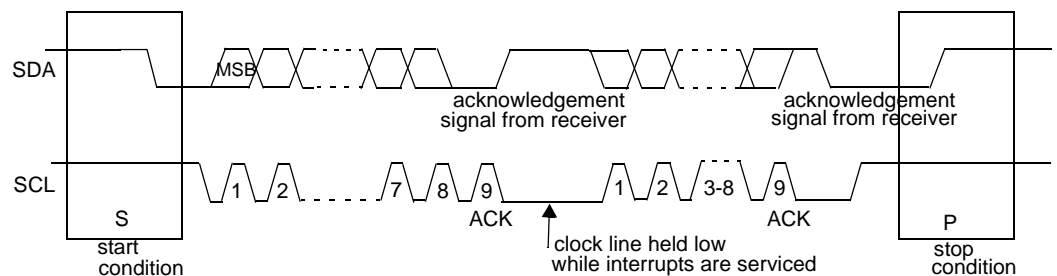 SDA
MSB
acknowledgement
signal from receiver
acknowledgement
signal from receiver
SCL
1 2 7 8 9 1 2 3-8 9
ACK
ACK
S
P
start
condition
clock line held low
while interrupts are serviced
stop
condition